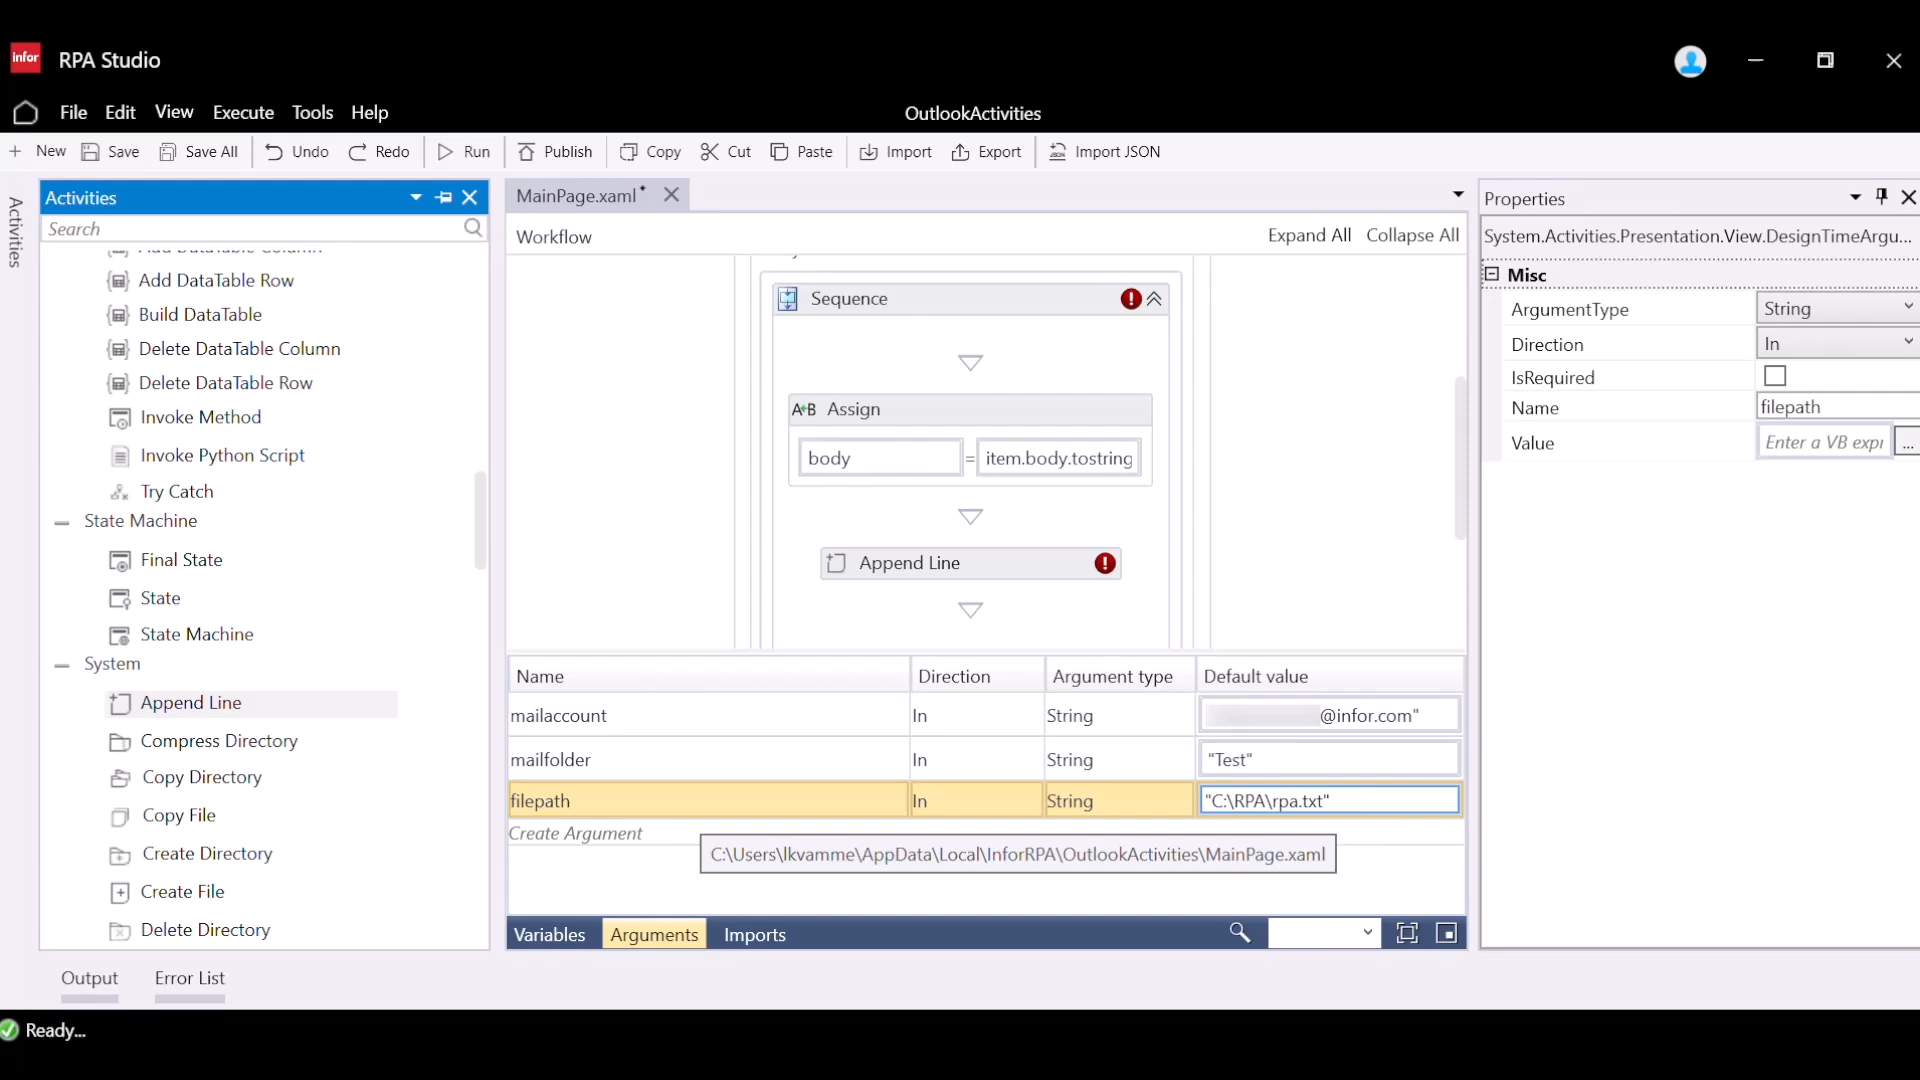 infor RPA Studio
File Edit View Execute Tools Help OutlookActivities
New Save Save All Undo Redo Run Publish Copy Cut Paste Import Export Import JSON
Activities
Activities
Search
Add DataTable Column
Add DataTable Row
Build DataTable
Delete DataTable Column
Delete DataTable Row
Invoke Method
Invoke Python Script
Try Catch
State Machine
Final State
State
State Machine
System
Append Line
Compress Directory
Copy Directory
Copy File
Create Directory
Create File
Delete Directory
MainPage.xaml*
Workflow Expand All Collapse All
Sequence
A+B Assign
body = item.body.tostring
Append Line
Name Direction Argument type Default value
mailaccount In String @infor.com"
mailfolder In String "Test"
filepath In String "C:\RPA\rpa.txt"
Create Argument
C:\Users\lkvamme\AppData\Local\InforRPA\OutlookActivities\MainPage.xaml
Variables Arguments Imports
Properties
System.Activities.Presentation.View.DesignTimeArgu...
Misc
ArgumentType String
Direction In
IsRequired
Name filepath
Value Enter a VB expr ...
Output Error List
Ready...